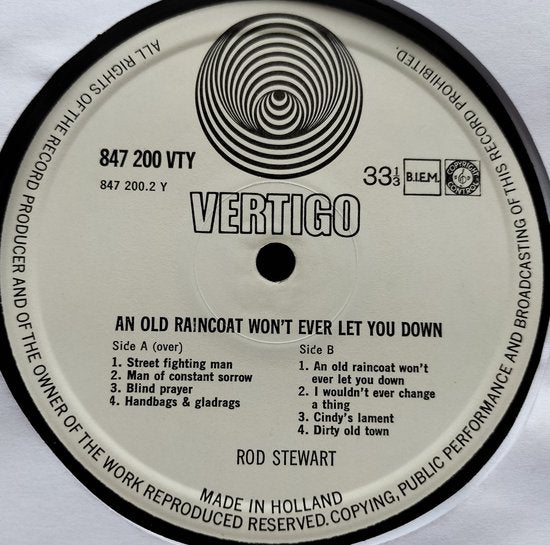 ALL RIGHTS OF THE RECORD PRODUCER AND OF THE OWNER OF THE WORK REPRODUCED RESERVED. COPYING, PUBLIC PERFORMANCE AND BROADCASTING OF THIS RECORD PROHIBITED.
847 200 VTY
847 200.2 Y
33⅓
B.I.E.M.
COPYRIGHT CONTROL
VERTIGO
AN OLD RAINCOAT WON'T EVER LET YOU DOWN
Side A (over)
1. Street fighting man
2. Man of constant sorrow
3. Blind prayer
4. Handbags & gladrags
Side B
1. An old raincoat won't
ever let you down
2. I wouldn't ever change
a thing
3. Cindy's lament
4. Dirty old town
ROD STEWART
MADE IN HOLLAND